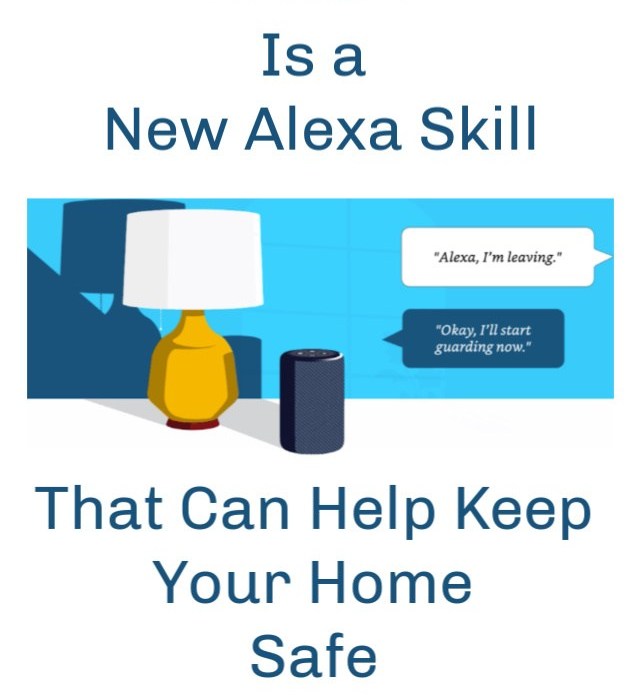 Is a
New Alexa Skill
"Alexa, I'm leaving."
"Okay, I'll start
guarding now."
That Can Help Keep
Your Home
Safe